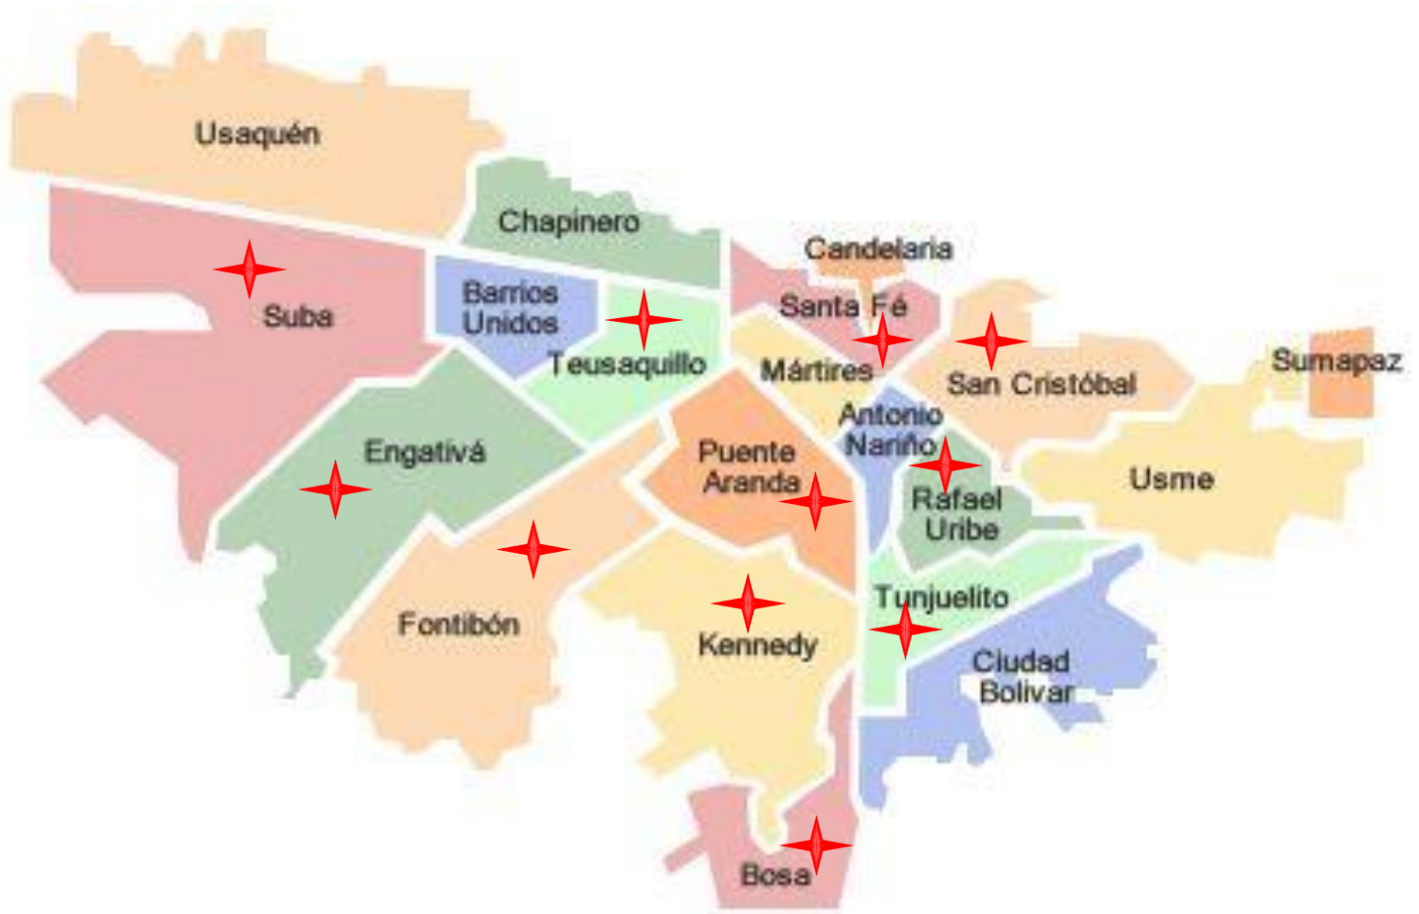 Usaquén
Chapinero
Candelaria
Suba
Barrios
Unidos
Santa Fé
Teusaquillo
Mártires
San Cristóbal
Sumapaz
Antonio
Nariño
Engativá
Puente
Aranda
Usme
Rafael
Uribe
Fontibón
Tunjuelito
Kennedy
Ciudad
Bolivar
Bosa